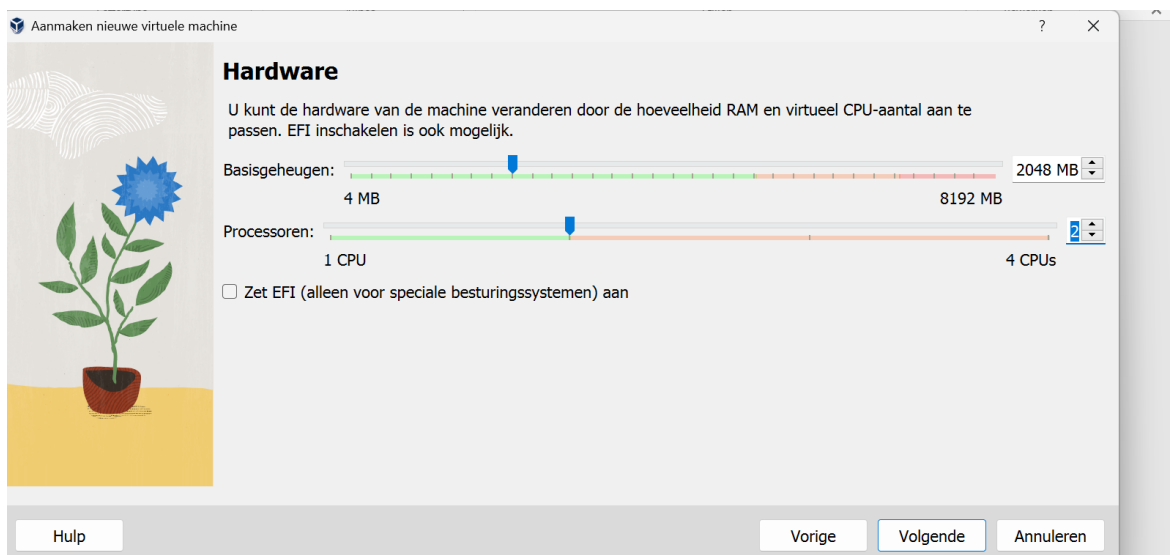 Aanmaken nieuwe virtuele machine
?
Hardware
U kunt de hardware van de machine veranderen door de hoeveelheid RAM en virtueel CPU-aantal aan te
passen. EFI inschakelen is ook mogelijk.
Basisgeheugen:
2048 MB
4 MB
8192 MB
Processoren:
2
1 CPU
4 CPUs
Zet EFI (alleen voor speciale besturingssystemen) aan
Hulp
Vorige
Volgende
Annuleren